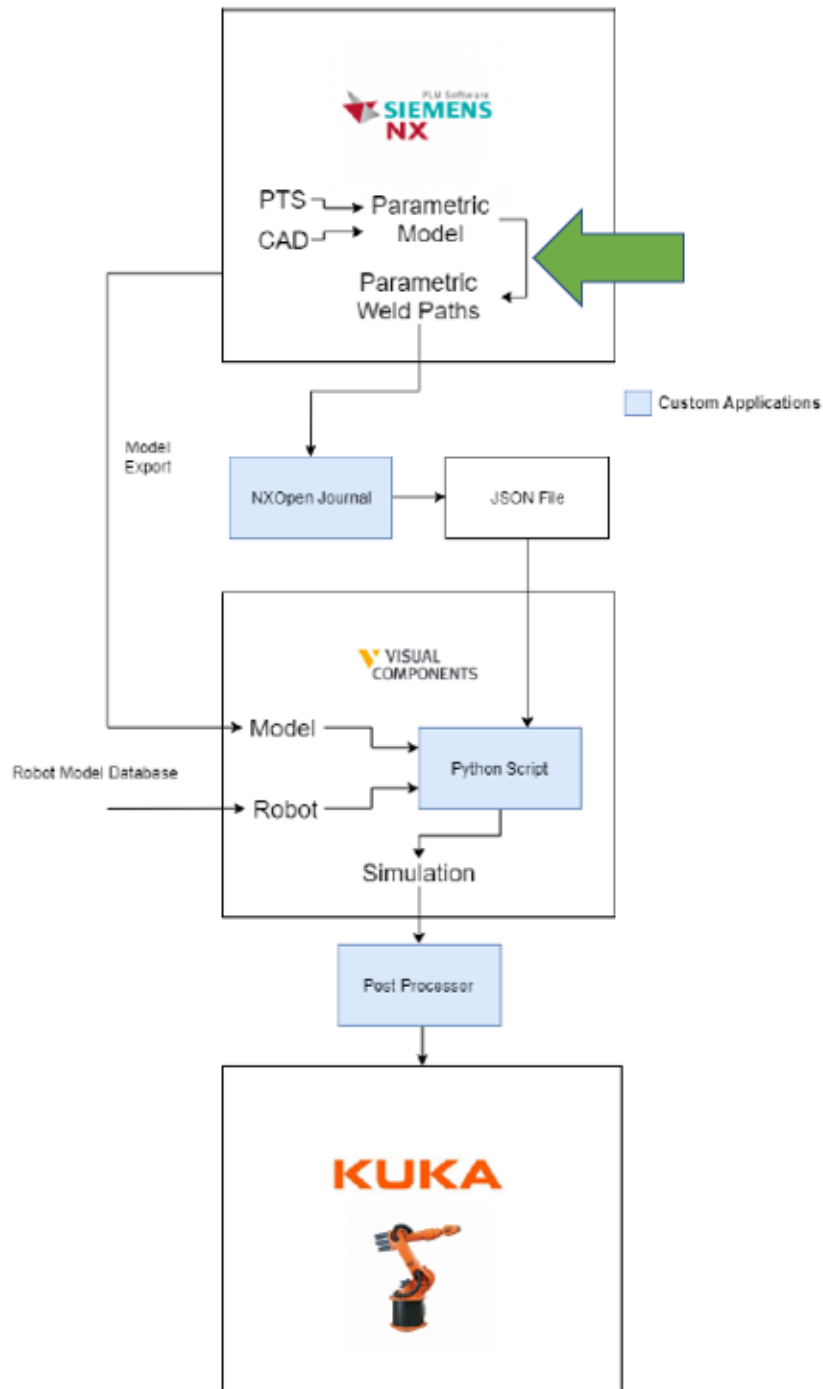 PLM Software
SIEMENS
NX
PTS
CAD
Parametric
Model
Parametric
Weld Paths
Custom Applications
Model
Export
NXOpen Journal
JSON File
VISUAL
COMPONENTS
Model
Python Script
Robot Model Database
Robot
Simulation
Post Processor
KUKA